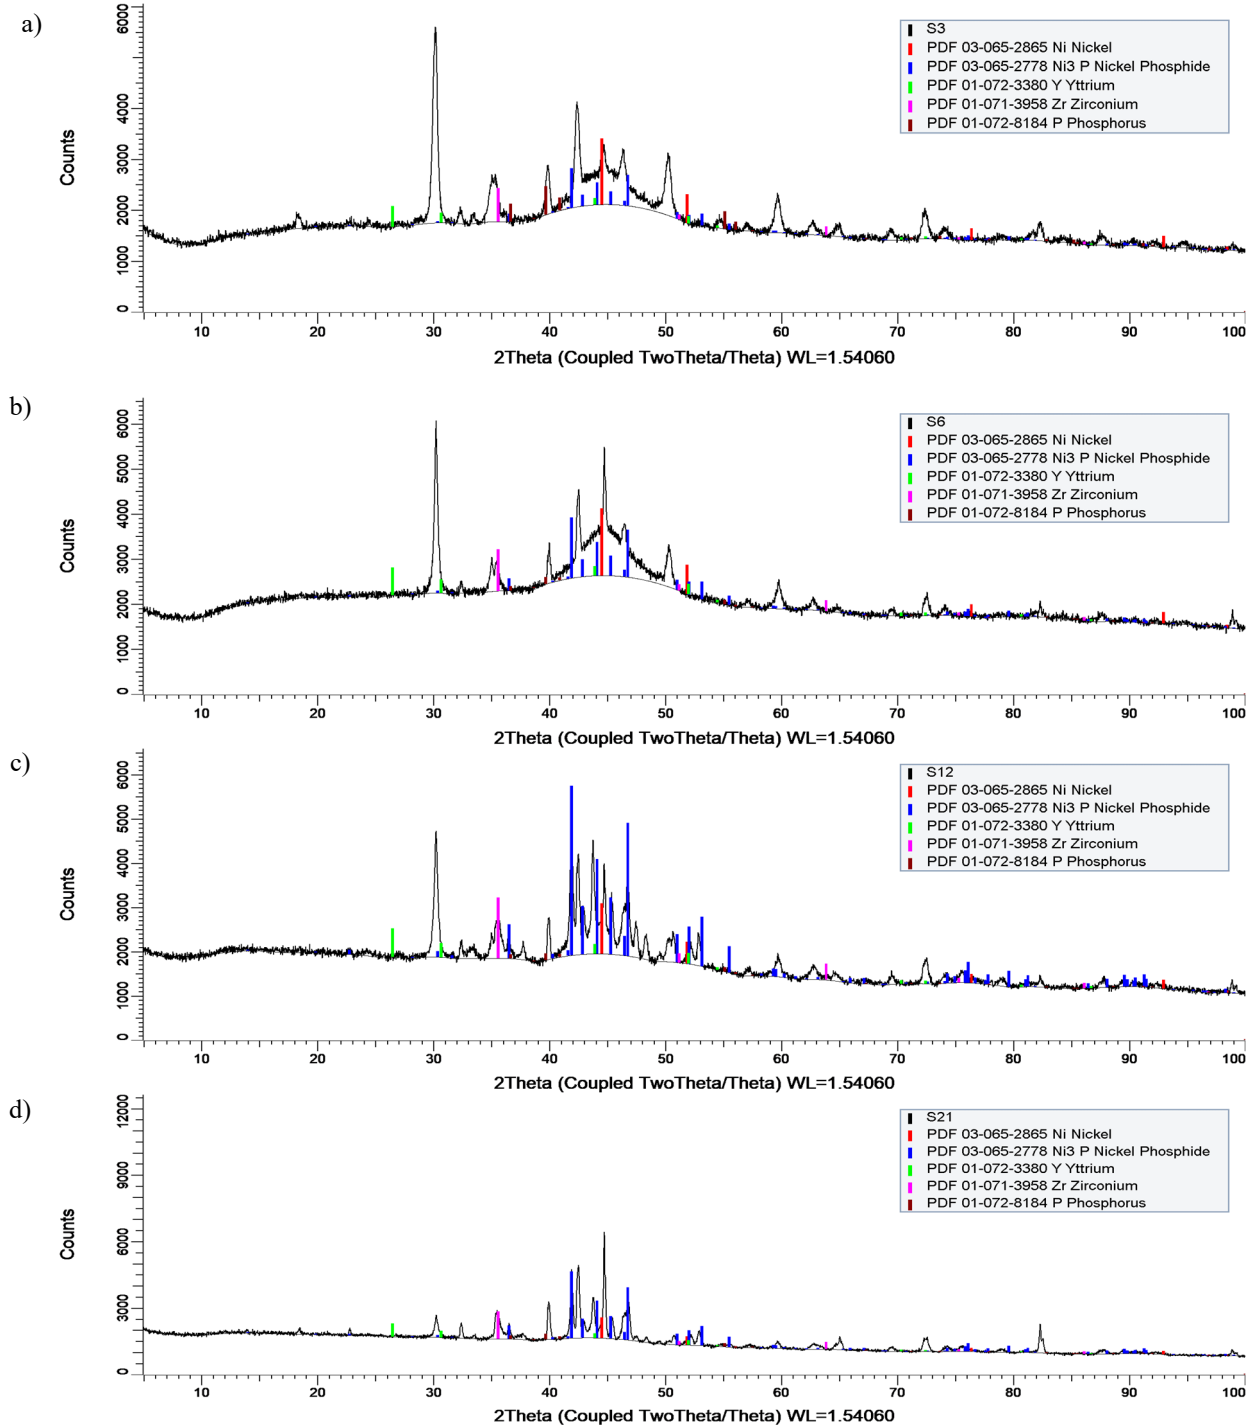 a)
S3
PDF 03-065-2865 Ni Nickel
PDF 03-065-2778 Ni3 P Nickel Phosphide
PDF 01-072-3380 Y Yttrium
PDF 01-071-3958 Zr Zirconium
PDF 01-072-8184 P Phosphorus
Counts
6000
4000
3000
2000
1000
0
10 20 30 40 50 60 70 80 90 100
2Theta (Coupled TwoTheta/Theta) WL=1.54060
b)
S6
PDF 03-065-2865 Ni Nickel
PDF 03-065-2778 Ni3 P Nickel Phosphide
PDF 01-072-3380 Y Yttrium
PDF 01-071-3958 Zr Zirconium
PDF 01-072-8184 P Phosphorus
Counts
6000
5000
4000
3000
2000
1000
0
10 20 30 40 50 60 70 80 90 100
2Theta (Coupled TwoTheta/Theta) WL=1.54060
c)
S12
PDF 03-065-2865 Ni Nickel
PDF 03-065-2778 Ni3 P Nickel Phosphide
PDF 01-072-3380 Y Yttrium
PDF 01-071-3958 Zr Zirconium
PDF 01-072-8184 P Phosphorus
Counts
6000
5000
4000
3000
2000
1000
0
10 20 30 40 50 60 70 80 90 100
2Theta (Coupled TwoTheta/Theta) WL=1.54060
d)
S21
PDF 03-065-2865 Ni Nickel
PDF 03-065-2778 Ni3 P Nickel Phosphide
PDF 01-072-3380 Y Yttrium
PDF 01-071-3958 Zr Zirconium
PDF 01-072-8184 P Phosphorus
Counts
12000
9000
6000
3000
0
10 20 30 40 50 60 70 80 90 100
2Theta (Coupled TwoTheta/Theta) WL=1.54060